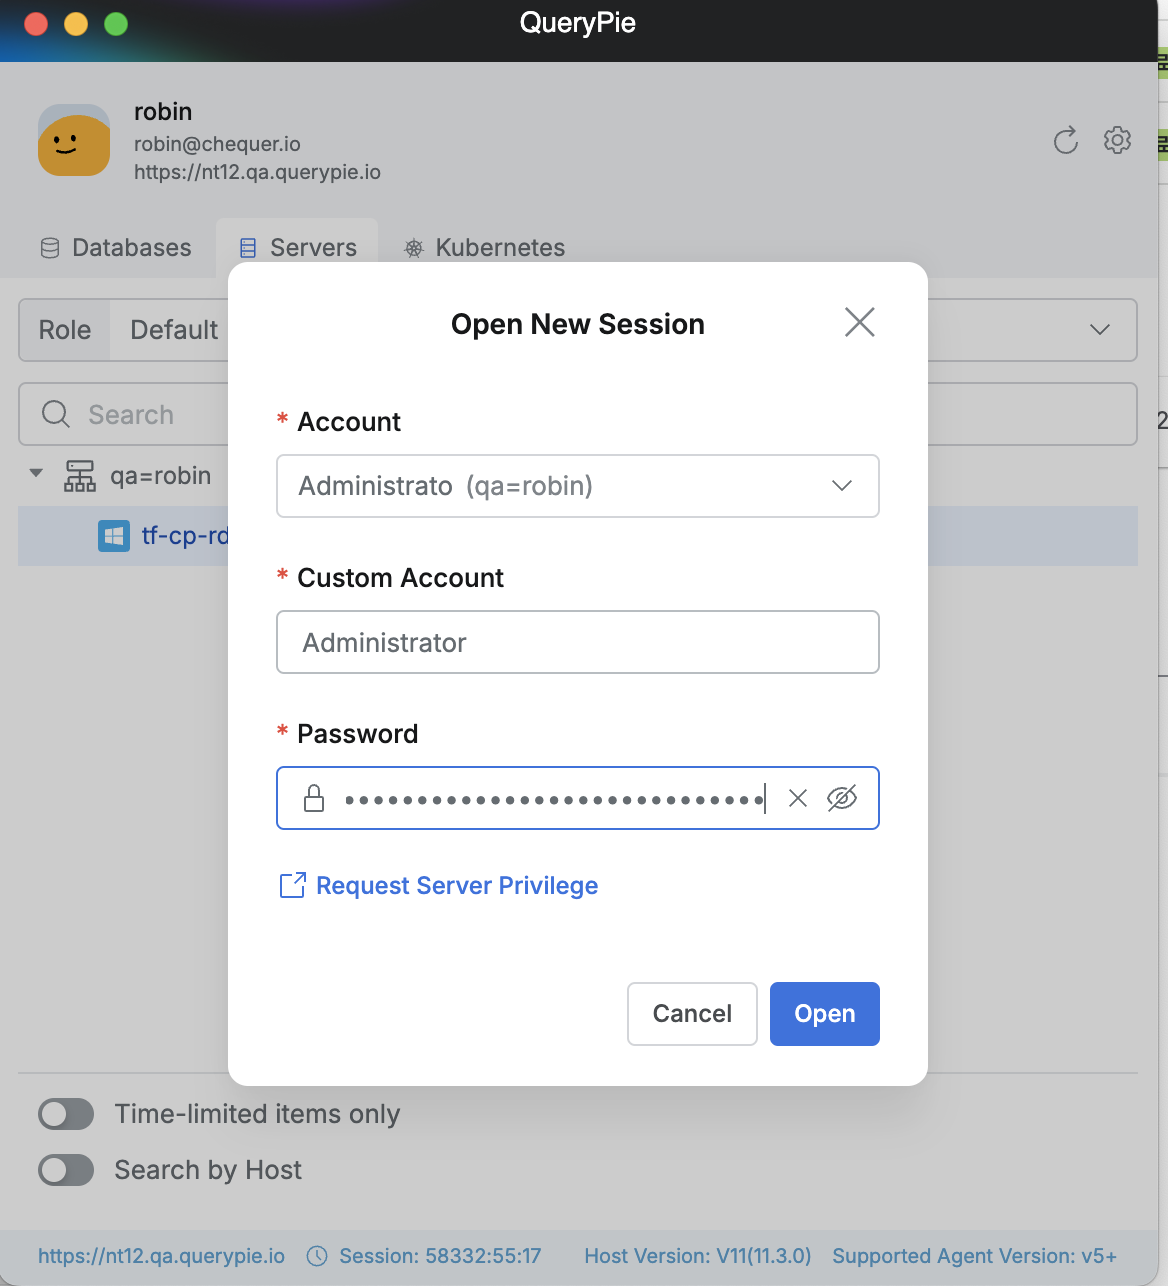 QueryPie
robin
robin@chequer.io
https://nt12.qa.querypie.io
Databases
Servers
Kubernetes
Role
Default
Search
qa=robin
tf-cp-rd
Open New Session
* Account
Administrato (qa=robin)
* Custom Account
Administrator
* Password
Request Server Privilege
Cancel
Open
Time-limited items only
Search by Host
https://nt12.qa.querypie.io
Session: 58332:55:17
Host Version: V11(11.3.0)
Supported Agent Version: v5+